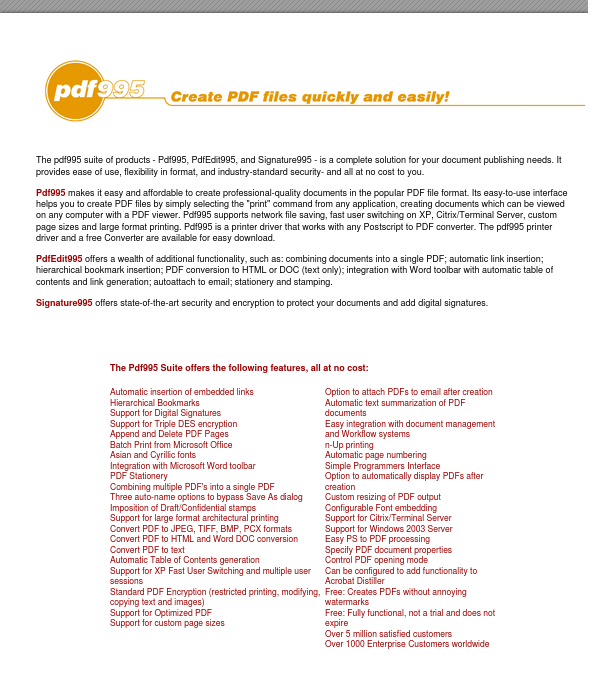 pdf995
Create PDF files quickly and easily!
The pdf995 suite of products - Pdf995, PdfEdit995, and Signature995 - is a complete solution for your document publishing needs. It
provides ease of use, flexibility in format, and industry-standard security- and all at no cost to you.
Pdf995 makes it easy and affordable to create professional-quality documents in the popular PDF file format. Its easy-to-use interface
helps you to create PDF files by simply selecting the "print" command from any application, creating documents which can be viewed
on any computer with a PDF viewer. Pdf995 supports network file saving, fast user switching on XP, Citrix/Terminal Server, custom
page sizes and large format printing. Pdf995 is a printer driver that works with any Postscript to PDF converter. The pdf995 printer
driver and a free Converter are available for easy download.
PdfEdit995 offers a wealth of additional functionality, such as: combining documents into a single PDF; automatic link insertion;
hierarchical bookmark insertion; PDF conversion to HTML or DOC (text only); integration with Word toolbar with automatic table of
contents and link generation; autoattach to email; stationery and stamping.
Signature995 offers state-of-the-art security and encryption to protect your documents and add digital signatures.
The Pdf995 Suite offers the following features, all at no cost:
Automatic insertion of embedded links
Hierarchical Bookmarks
Support for Digital Signatures
Support for Triple DES encryption
Append and Delete PDF Pages
Batch Print from Microsoft Office
Asian and Cyrillic fonts
Integration with Microsoft Word toolbar
PDF Stationery
Combining multiple PDF's into a single PDF
Three auto-name options to bypass Save As dialog
Imposition of Draft/Confidential stamps
Support for large format architectural printing
Convert PDF to JPEG, TIFF, BMP, PCX formats
Convert PDF to HTML and Word DOC conversion
Convert PDF to text
Automatic Table of Contents generation
Support for XP Fast User Switching and multiple user
sessions
Standard PDF Encryption (restricted printing, modifying,
copying text and images)
Support for Optimized PDF
Support for custom page sizes
Option to attach PDFs to email after creation
Automatic text summarization of PDF
documents
Easy integration with document management
and Workflow systems
n-Up printing
Automatic page numbering
Simple Programmers Interface
Option to automatically display PDFs after
creation
Custom resizing of PDF output
Configurable Font embedding
Support for Citrix/Terminal Server
Support for Windows 2003 Server
Easy PS to PDF processing
Specify PDF document properties
Control PDF opening mode
Can be configured to add functionality to
Acrobat Distiller
Free: Creates PDFs without annoying
watermarks
Free: Fully functional, not a trial and does not
expire
Over 5 million satisfied customers
Over 1000 Enterprise Customers worldwide